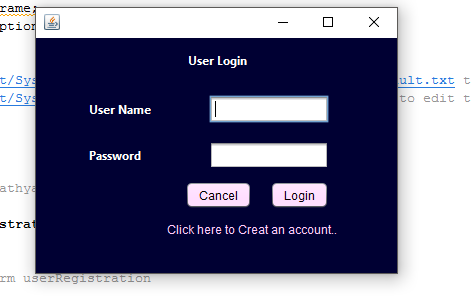 rame;
ption
User Login
t/Sys
ult.txt t
t/Sys
to edit t
User Name
Password
athya
Cancel
Login
strat
Click here to Creat an account..
rm userRegistration